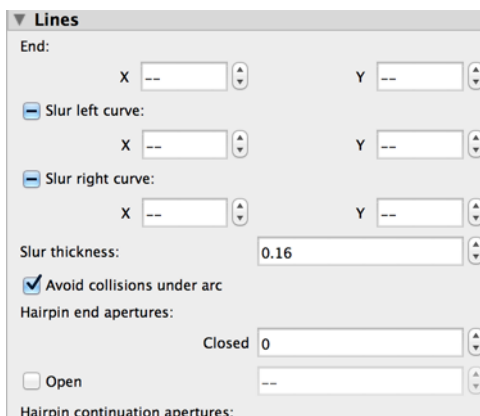 Lines
End:
X -- Y --
Slur left curve:
X -- Y --
Slur right curve:
X -- Y --
Slur thickness: 0.16
Avoid collisions under arc
Hairpin end apertures:
Closed 0
Open --
Hairpin continuation apertures: